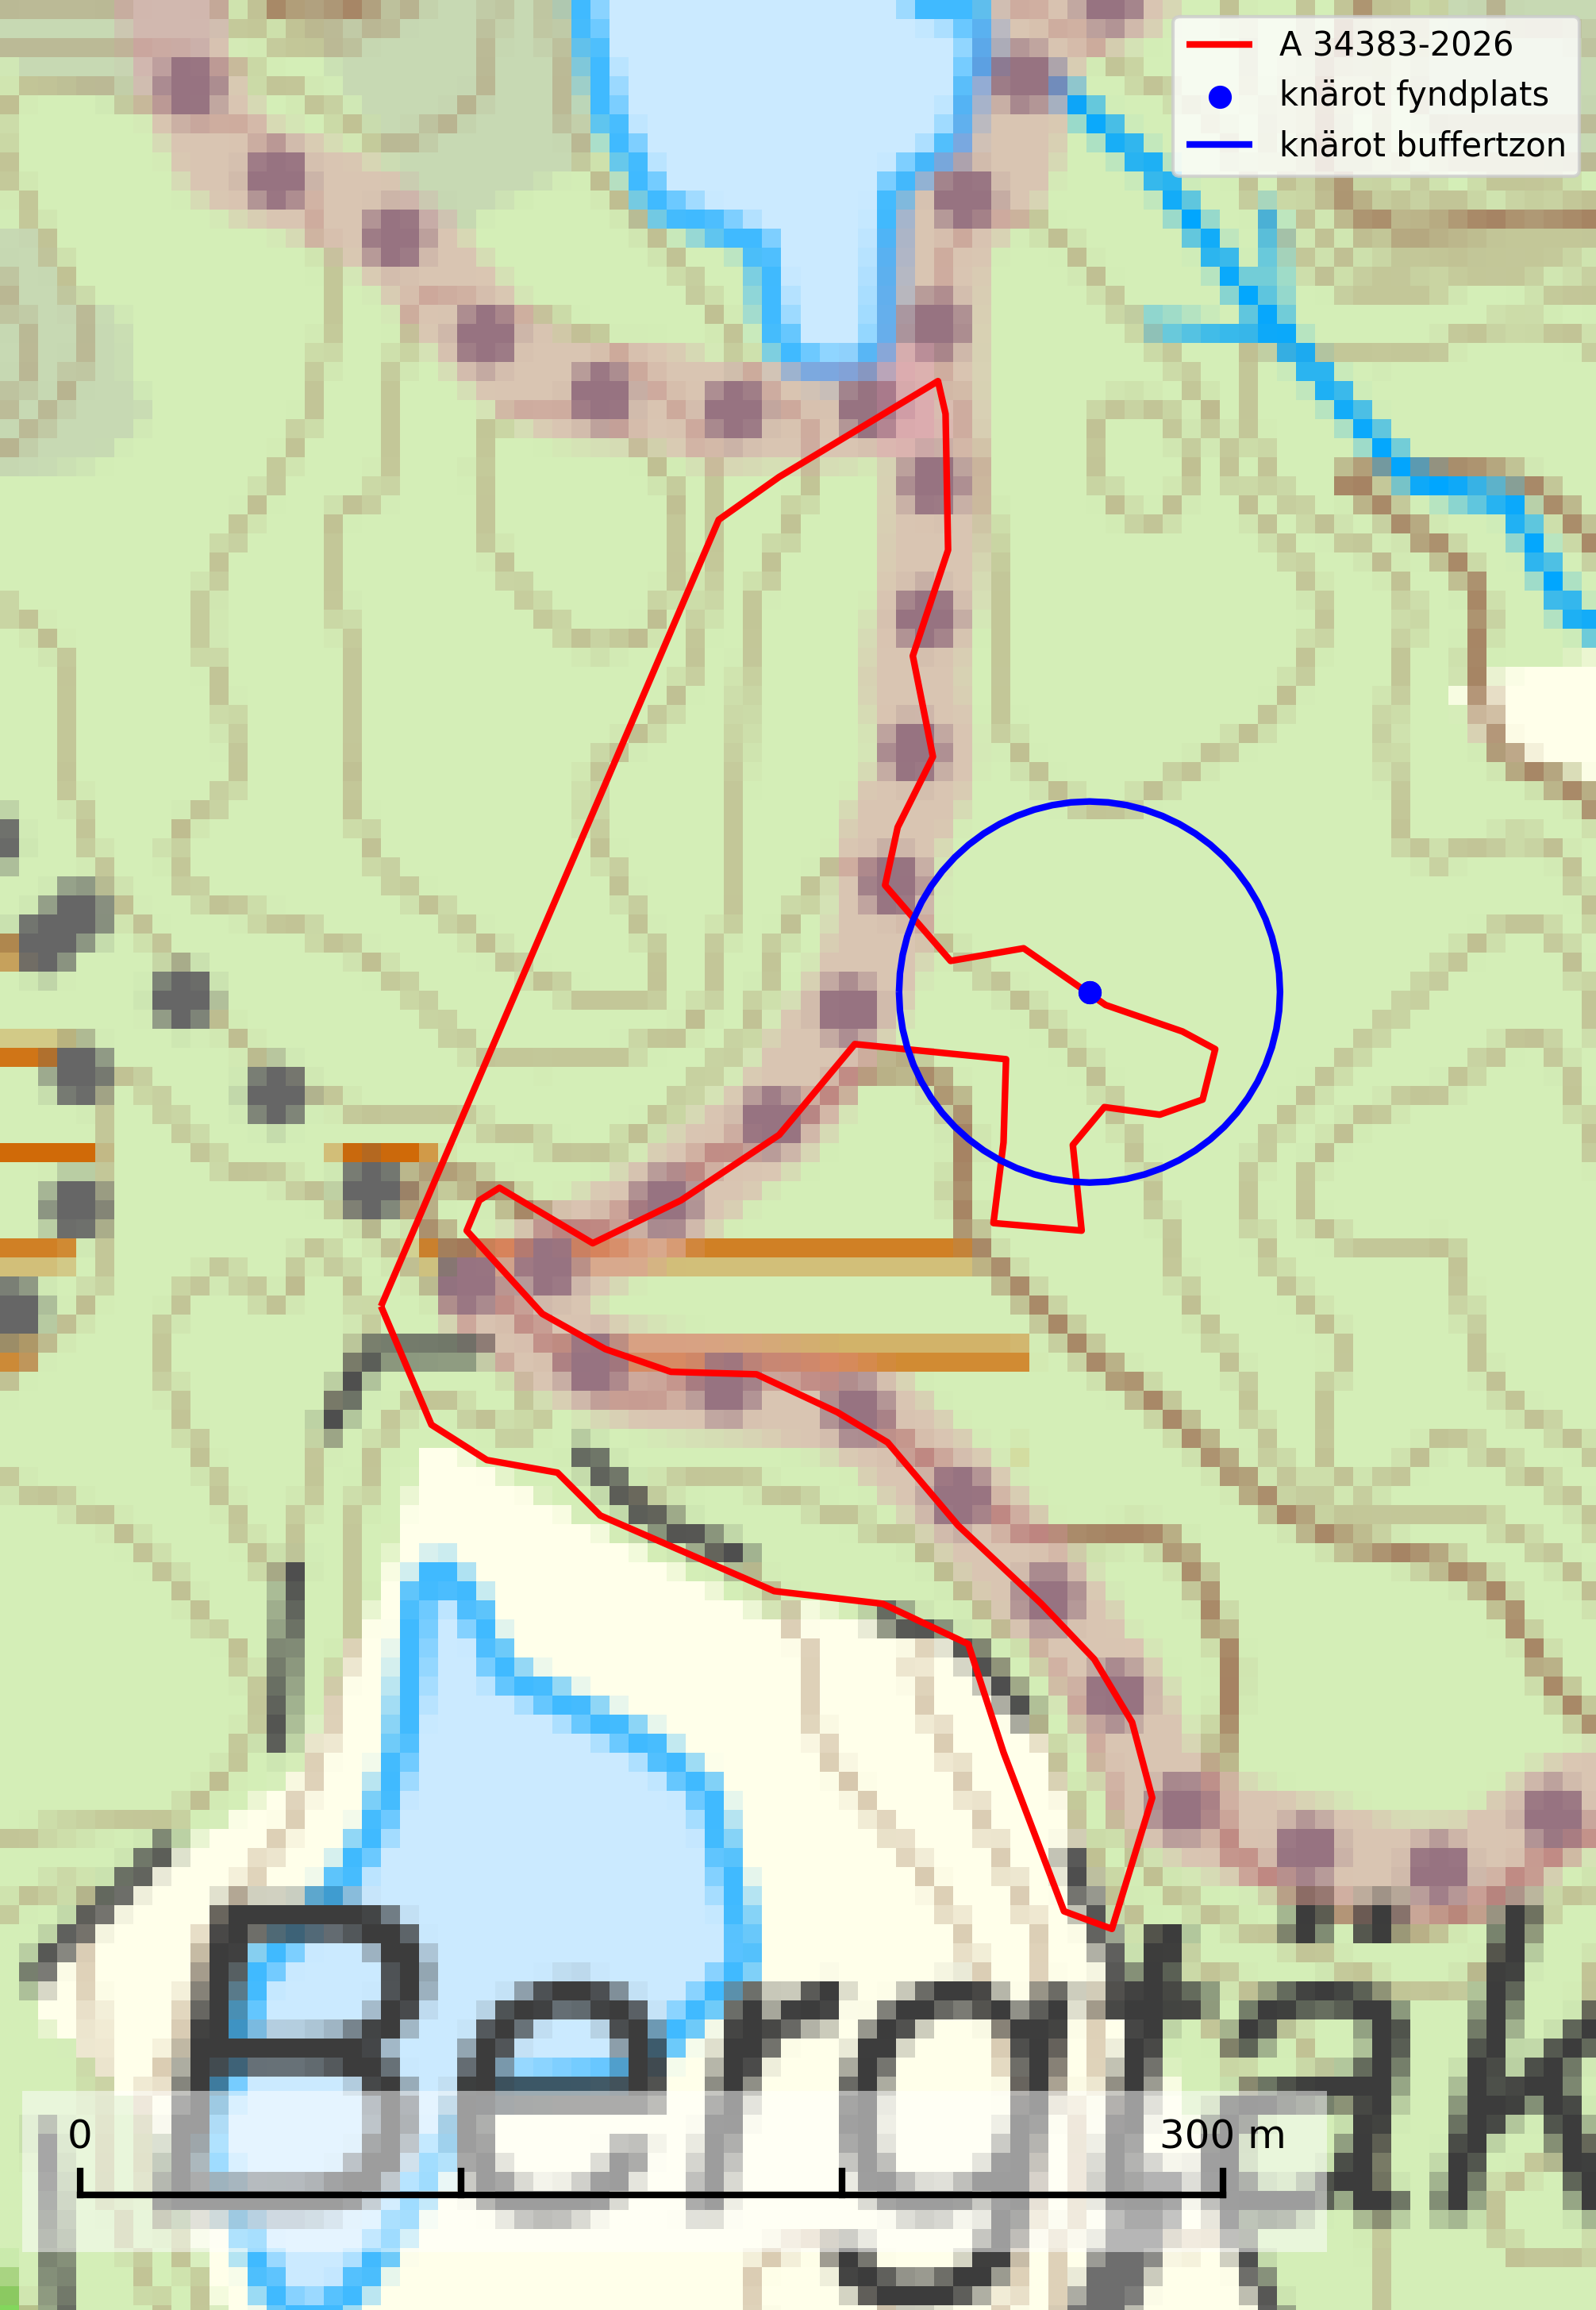 A 34383-2026
knärot fyndplats
knärot buffertzon
0
300 m